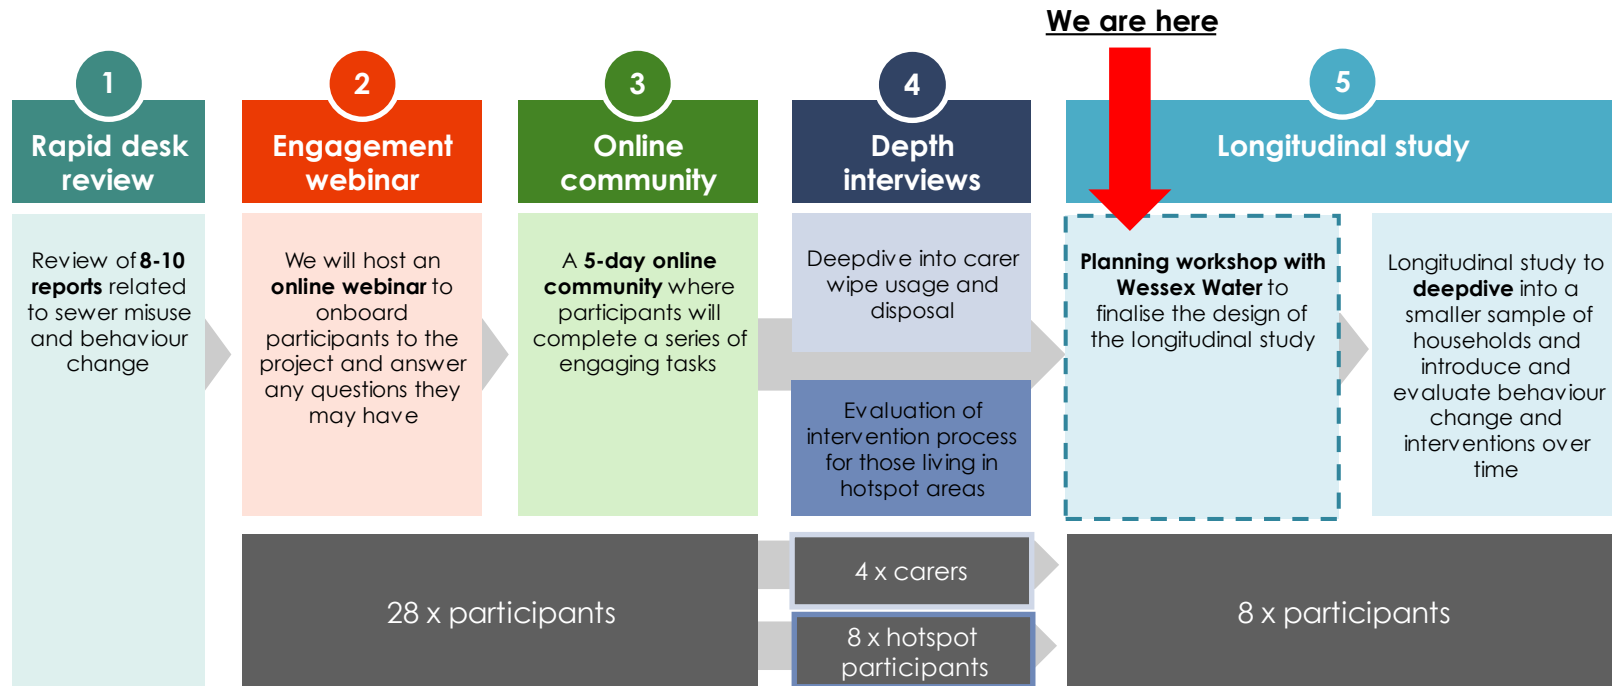 We are here
1
Rapid desk
review
Review of 8-10
reports related
to sewer misuse
and behaviour
change
2
Engagement
webinar
We will host an
online webinar to
onboard
participants to the
project and answer
any questions they
may have
3
Online
community
A 5-day online
community where
participants will
complete a series of
engaging tasks
28 x participants
4
Depth
interviews
Deepdive into carer
wipe usage and
disposal
Evaluation of
intervention process
for those living in
hotspot areas
4 x carers
8 x hotspot
participants
5
Longitudinal study
Planning workshop with
Wessex Water to
finalise the design of
the longitudinal study
Longitudinal study to
deepdive into a
smaller sample of
households and
introduce and
evaluate behaviour
change and
interventions over
time
8 x participants